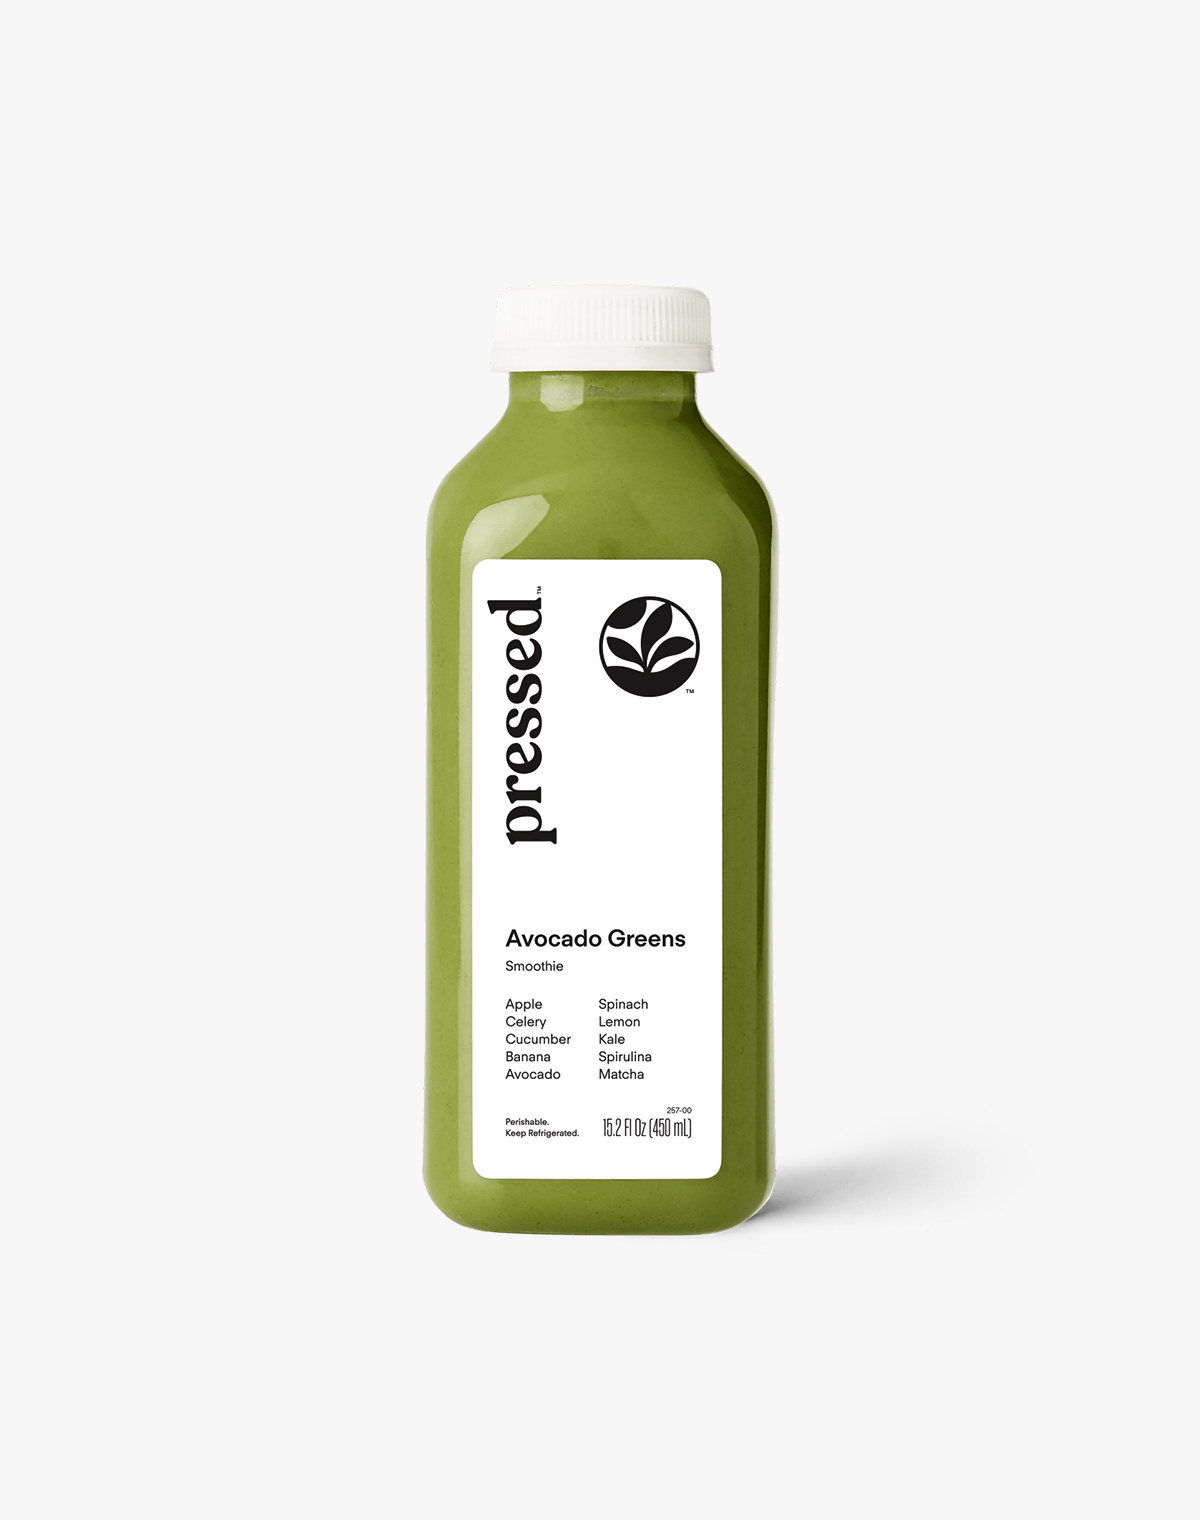 pressed™
™
Avocado Greens
Smoothie
Apple
Celery
Cucumber
Banana
Avocado
Spinach
Lemon
Kale
Spirulina
Matcha
Perishable.
Keep Refrigerated.
257-00
15.2 Fl Oz (450 mL)